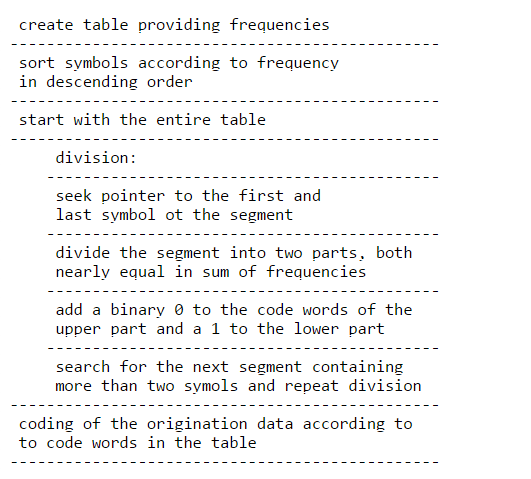 create table providing frequencies
sort symbols according to frequency
in descending order
start with the entire table
division:
seek pointer to the first and
last symbol ot the segment
divide the segment into two parts, both
nearly equal in sum of frequencies
add a binary 0 to the code words of the
upper part and a 1 to the lower part
search for the next segment containing
more than two symols and repeat division
coding of the origination data according to
to code words in the table